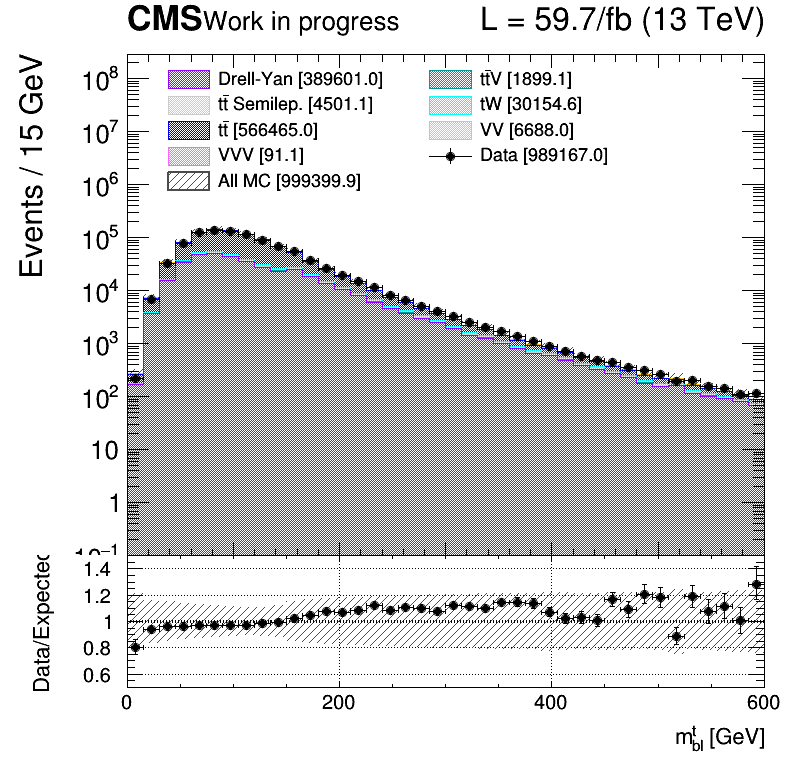 CMS Work in progress L = 59.7/fb (13 TeV)
Events / 15 GeV
10⁸
10⁷
10⁶
10⁵
10⁴
10³
10²
10
1
10⁻¹
Drell-Yan [389601.0]
tt̄ Semilep. [4501.1]
tt̄ [566465.0]
VVV [91.1]
All MC [999399.9]
tt̄V [1899.1]
tW [30154.6]
VV [6688.0]
Data [989167.0]
Data/Expected
1.4
1.2
1
0.8
0.6
0 200 400 600
m^t_bl [GeV]